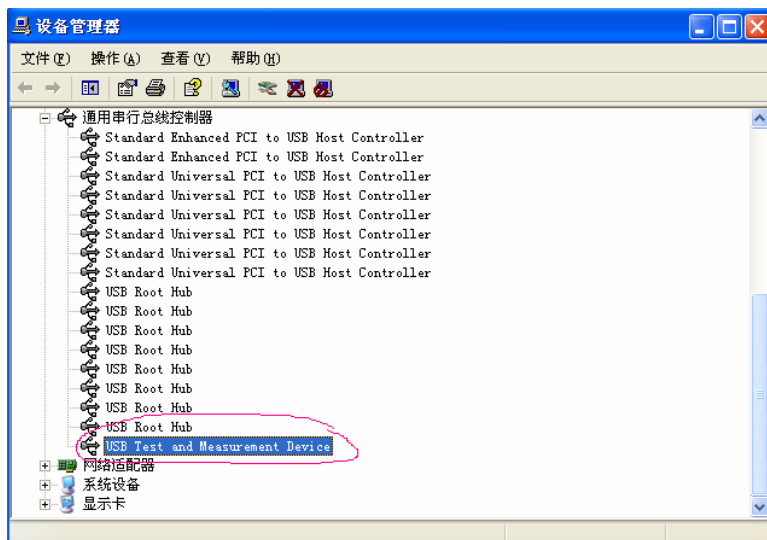 设备管理器
文件(F) 操作(A) 查看(V) 帮助(H)
通用串行总线控制器
Standard Enhanced PCI to USB Host Controller
Standard Enhanced PCI to USB Host Controller
Standard Universal PCI to USB Host Controller
Standard Universal PCI to USB Host Controller
Standard Universal PCI to USB Host Controller
Standard Universal PCI to USB Host Controller
Standard Universal PCI to USB Host Controller
Standard Universal PCI to USB Host Controller
USB Root Hub
USB Root Hub
USB Root Hub
USB Root Hub
USB Root Hub
USB Root Hub
USB Root Hub
USB Root Hub
USB Test and Measurement Device
网络适配器
系统设备
显示卡